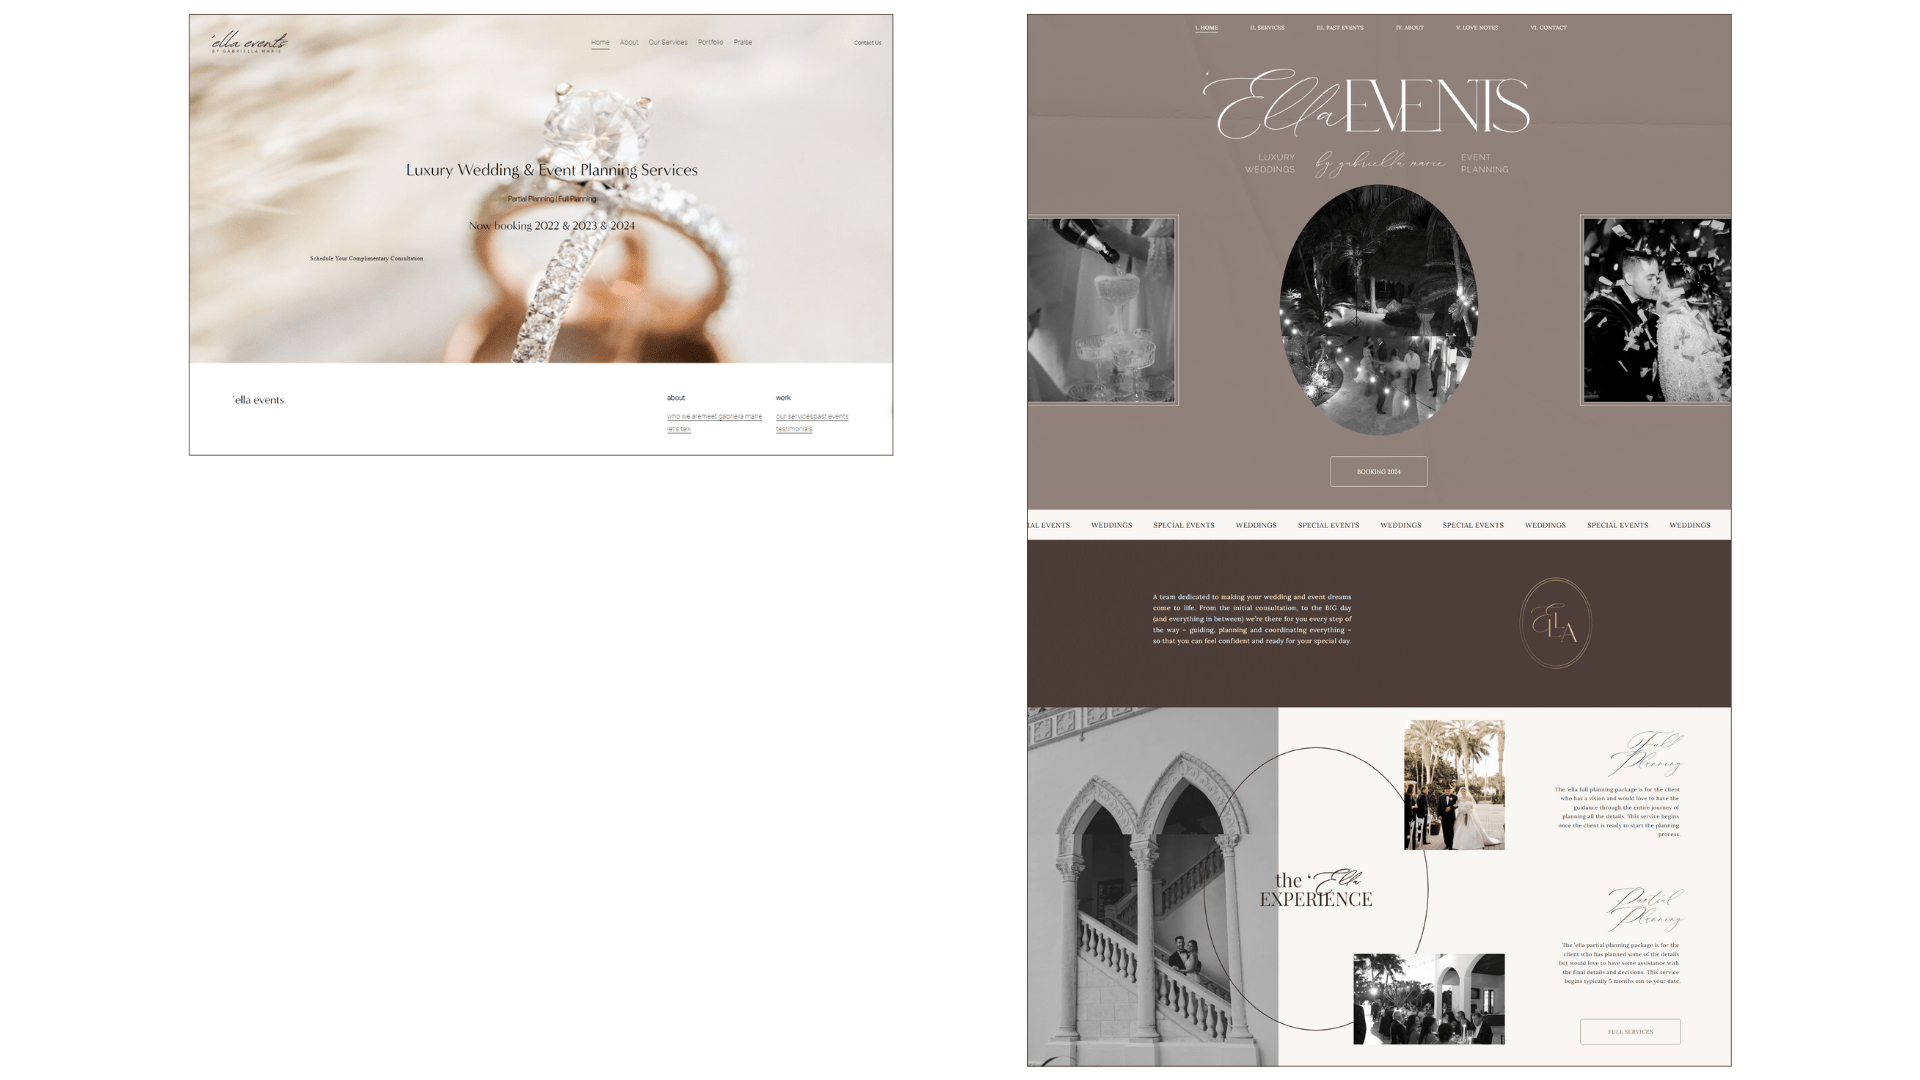 'ella events
BY GABRIELLA MARIE
Home About Our Services Portfolio Praise
Contact Us
Luxury Wedding & Event Planning Services
Partial Planning | Full Planning
Now booking 2022 & 2023 & 2024
Schedule Your Complimentary Consultation
'ella events
about
who we aremeet gabriella marie
let's talk
work
our servicespast events
testimonials
I. HOME II. SERVICES III. PAST EVENTS IV. ABOUT V. LOVE NOTES VI. CONTACT
'Ella EVENTS
LUXURY
WEDDINGS
by gabriella marie
EVENT
PLANNING
BOOKING 2024
IAL EVENTS WEDDINGS SPECIAL EVENTS WEDDINGS SPECIAL EVENTS WEDDINGS SPECIAL EVENTS WEDDINGS SPECIAL EVENTS WEDDINGS
A team dedicated to making your wedding and event dreams
come to life. From the initial consultation, to the BIG day
(and everything in between) we're there for you every step of
the way – guiding, planning and coordinating everything –
so that you can feel confident and ready for your special day.
ELLA
the 'Ella
EXPERIENCE
Full
Planning
The 'ella full planning package is for the client
who has a vision and would love to have the
guidance through the entire journey of
planning all the details. This service begins
once the client is ready to start the planning
process.
Partial
Planning
The 'ella partial planning package is for the
client who has planned some of the details
but would love to have some assistance with
the final details and decisions. This service
begins typically 5 months out to your date.
FULL SERVICES